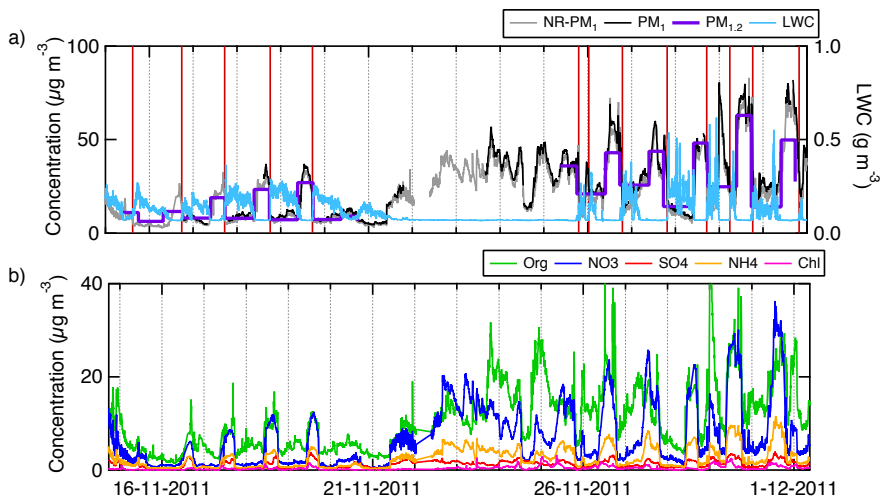 a)
NR-PM1 PM1 PM1.2 LWC
100
50
0
Concentration (µg m-3)
1.0
0.5
0.0
LWC (g m-3)
b)
Org NO3 SO4 NH4 Chl
40
20
0
Concentration (µg m-3)
16-11-2011 21-11-2011 26-11-2011 1-12-2011